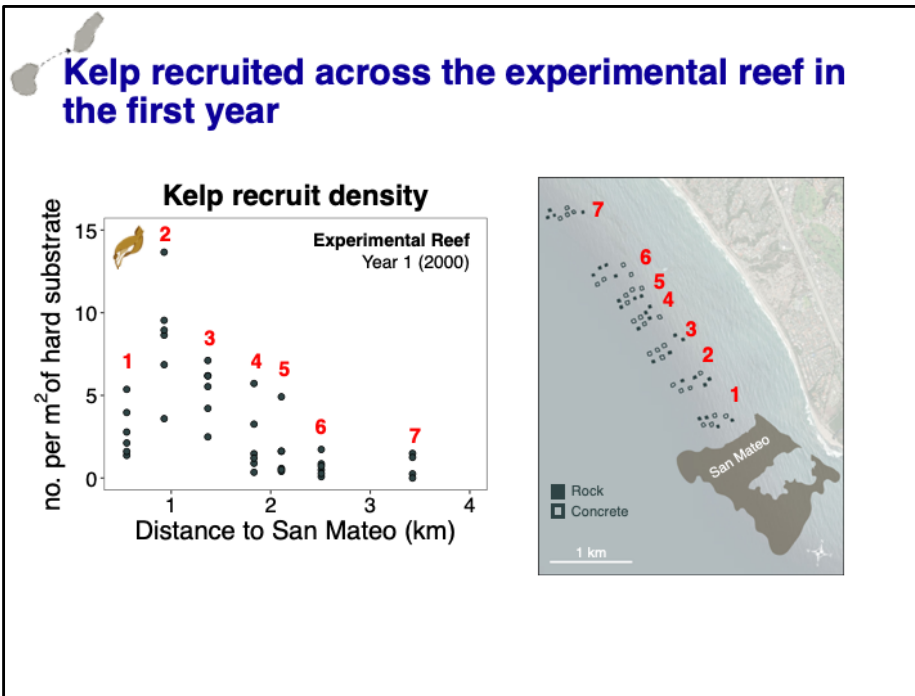 Kelp recruited across the experimental reef in
the first year
Kelp recruit density
no. per m² of hard substrate
15
10
5
0
Experimental Reef
Year 1 (2000)
1
2
3
4
5
6
7
1
2
3
4
Distance to San Mateo (km)
7
6
5
4
3
2
1
San Mateo
Rock
Concrete
1 km